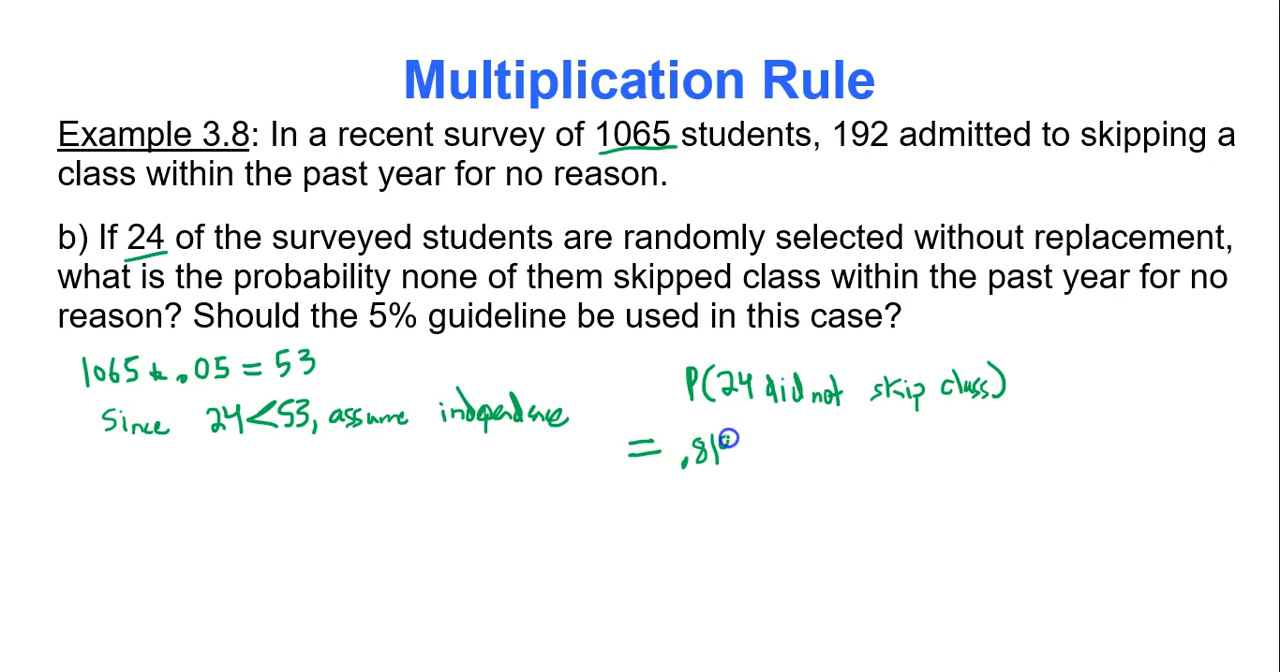 Multiplication Rule
Example 3.8: In a recent survey of 1065 students, 192 admitted to skipping a
class within the past year for no reason.
b) If 24 of the surveyed students are randomly selected without replacement,
what is the probability none of them skipped class within the past year for no
reason? Should the 5% guideline be used in this case?
1065 * .05 = 53
Since 24 < 53, assume independence
P(24 did not skip class)
= .81